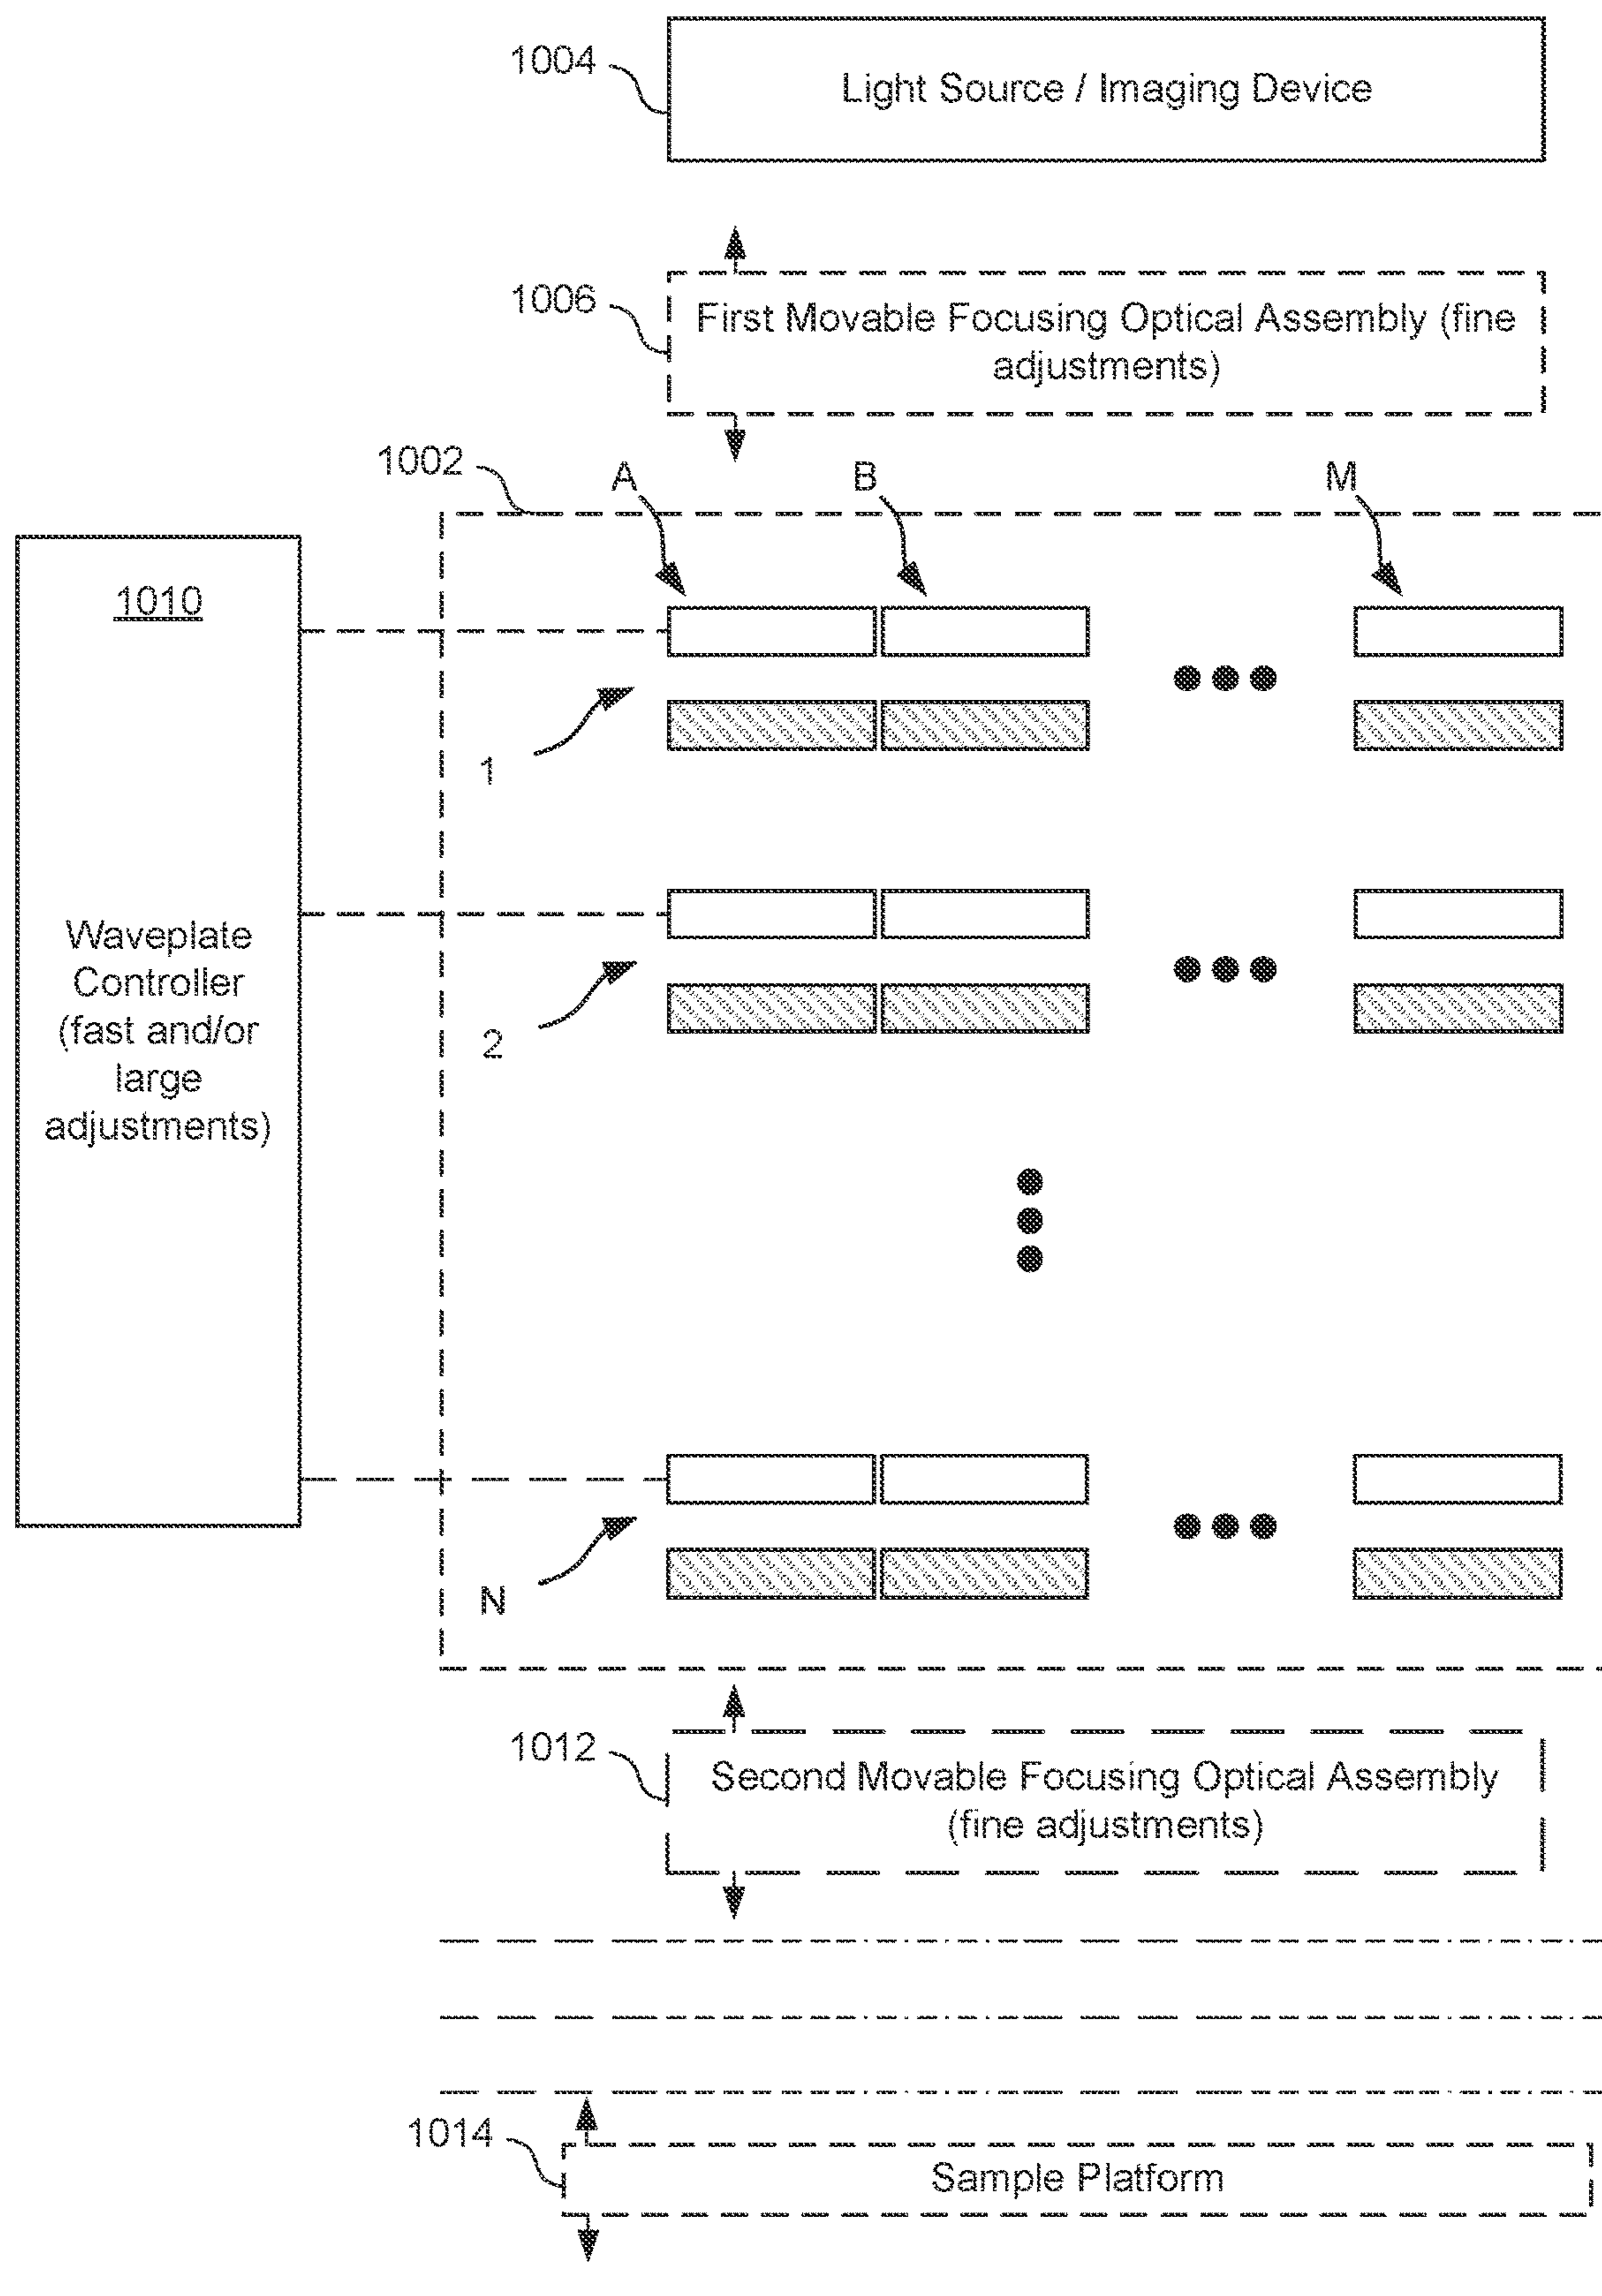 1004
Light Source / Imaging Device
1006
First Movable Focusing Optical Assembly (fine
adjustments)
1002
A
B
M
1010
Waveplate
Controller
(fast and/or
large
adjustments)
1
2
N
1012
Second Movable Focusing Optical Assembly
(fine adjustments)
1014
Sample Platform